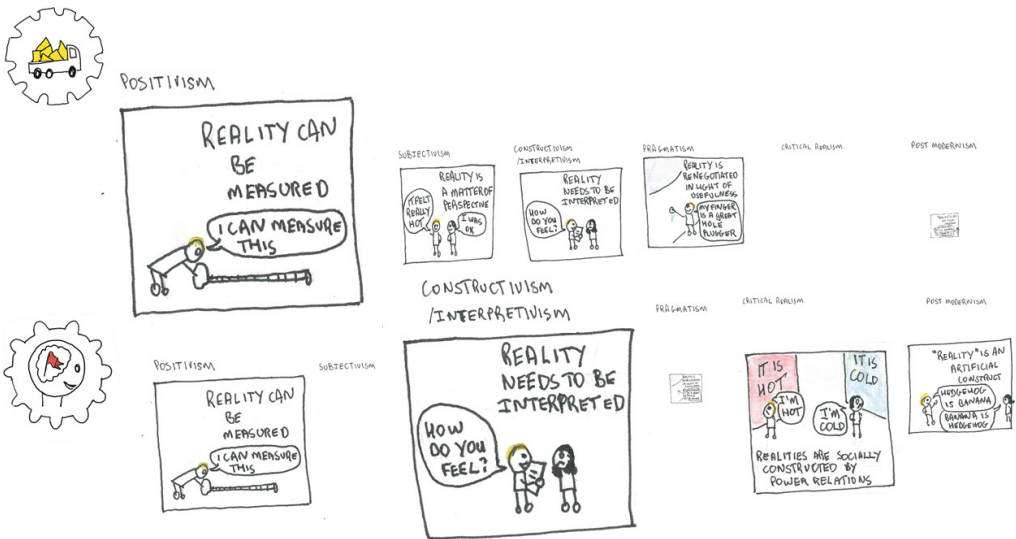 POSITIVISM
REALITY CAN
BE
MEASURED
I CAN MEASURE
THIS
SUBJECTIVISM
REALITY IS
A MATTER OF
PERSPECTIVE
IT FELT
REALLY
HOT
I WAS
OK
CONSTRUCTIVISM
/INTERPRETIVISM
REALITY
NEEDS TO BE
INTERPRETED
HOW
DO YOU
FEEL?
PRAGMATISM
REALITY IS
RENEGOTIATED
IN LIGHT OF
USEFULNESS
MY FINGER
IS A GREAT
HOLE
PLUGGER
CRITICAL REALISM
POST MODERNISM
POSITIVISM
REALITY CAN
BE
MEASURED
I CAN MEASURE
THIS
SUBJECTIVISM
CONSTRUCTIVISM
/INTERPRETIVISM
REALITY
NEEDS TO BE
INTERPRETED
HOW
DO YOU
FEEL?
PRAGMATISM
CRITICAL REALISM
IT IS
HOT
IT IS
COLD
I'M
HOT
I'M
COLD
REALITIES ARE SOCIALLY
CONSTRUCTED BY
POWER RELATIONS
POST MODERNISM
"REALITY" IS AN
ARTIFICIAL
CONSTRUCT
HEDGEHOG
IS BANANA
BANANA IS
HEDGEHOG